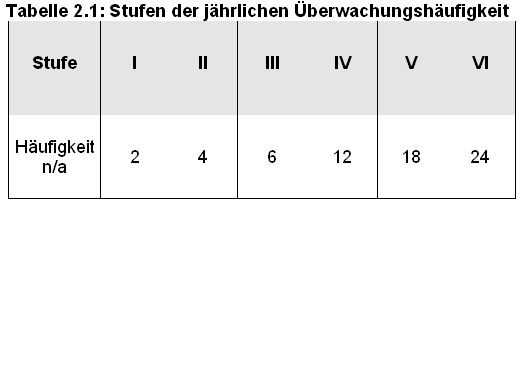 Tabelle 2.1: Stufen der jährlichen Überwachungshäufigkeit
Stufe I II III IV V VI
Häufigkeit
n/a 2 4 6 12 18 24